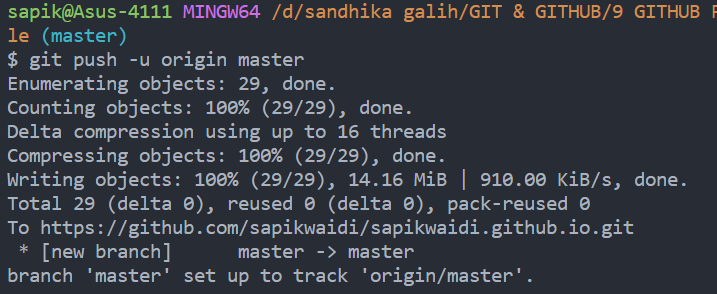 sapik@Asus-4111 MINGW64 /d/sandhika galih/GIT & GITHUB/9 GITHUB
le (master)
$ git push -u origin master
Enumerating objects: 29, done.
Counting objects: 100% (29/29), done.
Delta compression using up to 16 threads
Compressing objects: 100% (29/29), done.
Writing objects: 100% (29/29), 14.16 MiB | 910.00 KiB/s, done.
Total 29 (delta 0), reused 0 (delta 0), pack-reused 0
To https://github.com/sapikwaidi/sapikwaidi.github.io.git
 * [new branch]      master -> master
branch 'master' set up to track 'origin/master'.